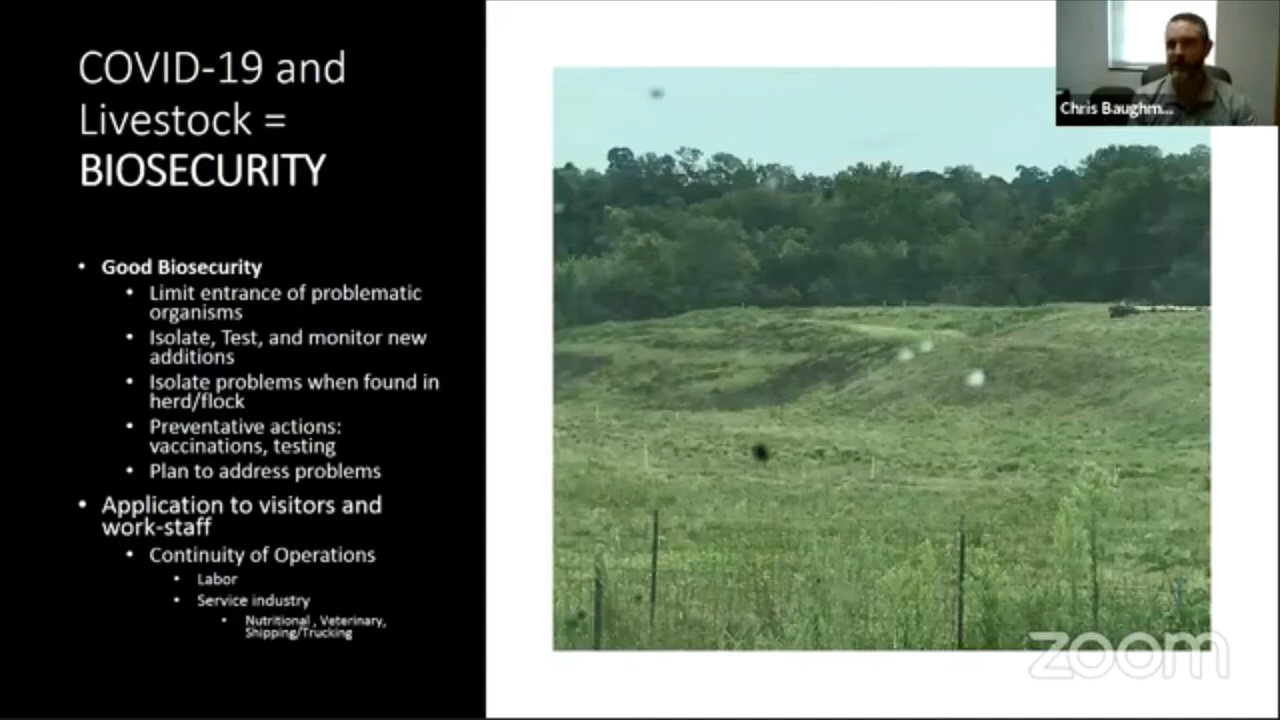 COVID-19 and
Livestock =
BIOSECURITY
• Good Biosecurity
• Limit entrance of problematic
organisms
• Isolate, Test, and monitor new
additions
• Isolate problems when found in
herd/flock
• Preventative actions:
vaccinations, testing
• Plan to address problems
• Application to visitors and
work-staff
• Continuity of Operations
• Labor
• Service industry
• Nutritional , Veterinary,
Shipping/Trucking
Chris Baughm...
zoom